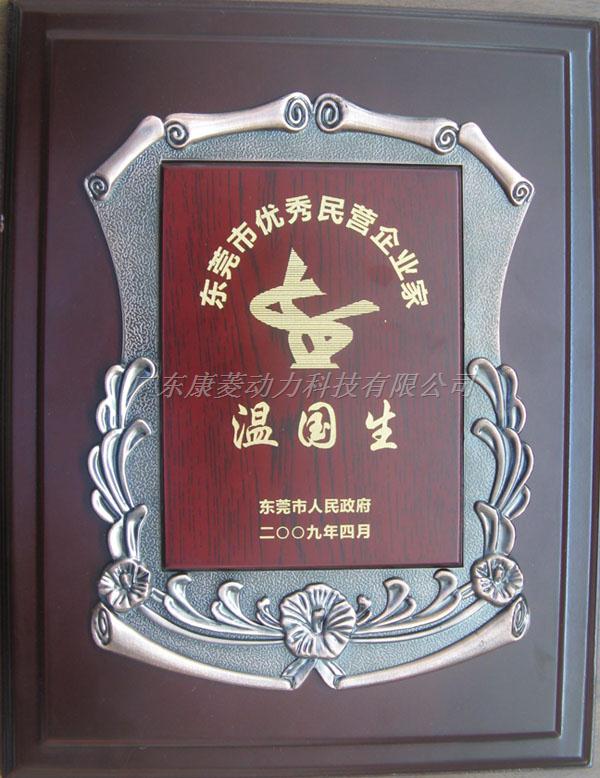 东莞市优秀民营企业家
广东康菱动力科技有限公司
温国生
东莞市人民政府
二〇〇九年四月